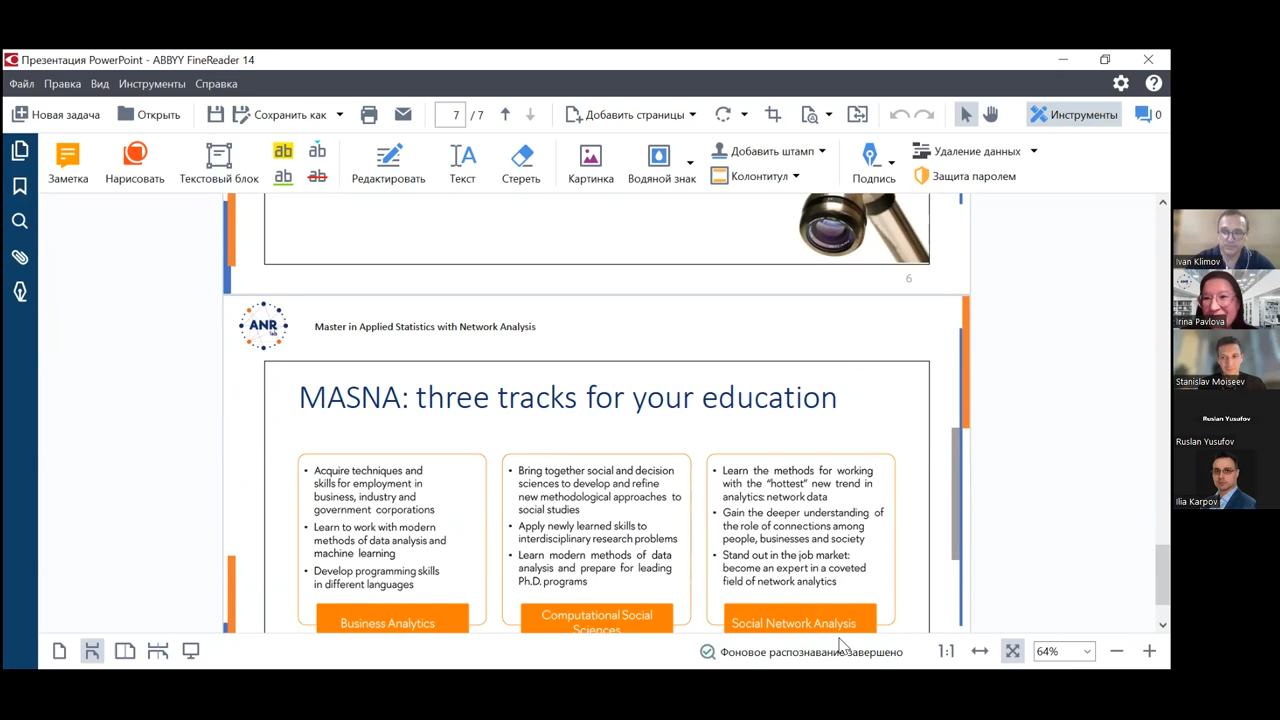 Презентация PowerPoint - ABBYY FineReader 14
Файл Правка Вид Инструменты Справка
Новая задача Открыть Сохранить как 7 / 7 Добавить страницы Инструменты 0
Заметка Нарисовать Текстовый блок Редактировать Текст Стереть Картинка Водяной знак Добавить штамп Колонтитул Подпись Удаление данных Защита паролем
6
ANR
lab
Master in Applied Statistics with Network Analysis
MASNA: three tracks for your education
• Acquire techniques and
skills for employment in
business, industry and
government corporations
• Learn to work with modern
methods of data analysis and
machine learning
• Develop programming skills
in different languages
Business Analytics
• Bring together social and decision
sciences to develop and refine
new methodological approaches to
social studies
• Apply newly learned skills to
interdisciplinary research problems
• Learn modern methods of data
analysis and prepare for leading
Ph.D. programs
Computational Social
Sciences
• Learn the methods for working
with the “hottest” new trend in
analytics: network data
• Gain the deeper understanding of
the role of connections among
people, businesses and society
• Stand out in the job market:
become an expert in a coveted
field of network analytics
Social Network Analysis
Фоновое распознавание завершено 1:1 64%
Ivan Klimov
Irina Pavlova
Stanislav Moiseev
Ruslan Yusufov
Ruslan Yusufov
Ilia Karpov